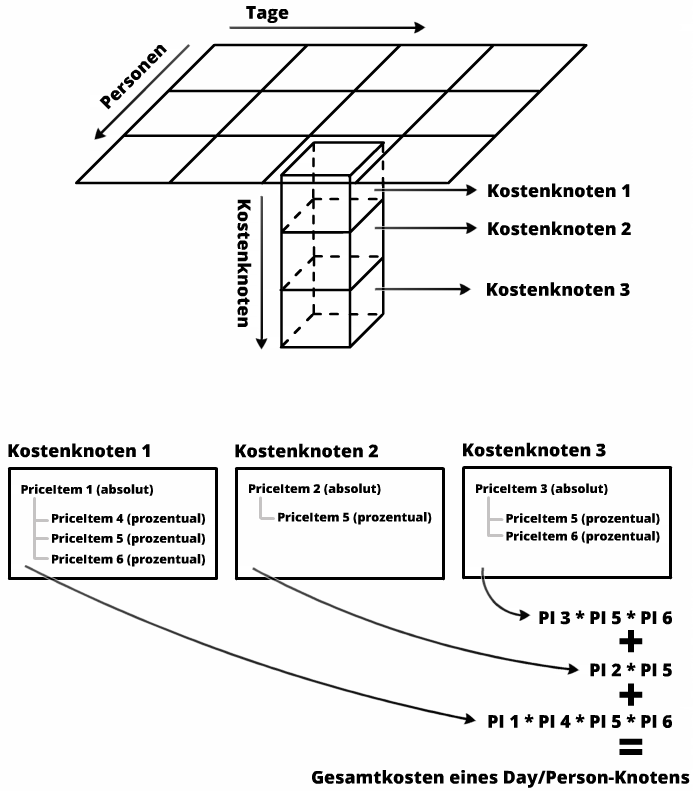 Tage
Personen
Kostenknoten
Kostenknoten 1
Kostenknoten 2
Kostenknoten 3
Kostenknoten 1
PriceItem 1 (absolut)
PriceItem 4 (prozentual)
PriceItem 5 (prozentual)
PriceItem 6 (prozentual)
Kostenknoten 2
PriceItem 2 (absolut)
PriceItem 5 (prozentual)
Kostenknoten 3
PriceItem 3 (absolut)
PriceItem 5 (prozentual)
PriceItem 6 (prozentual)
PI 3 * PI 5 * PI 6
+
PI 2 * PI 5
+
PI 1 * PI 4 * PI 5 * PI 6
=
Gesamtkosten eines Day/Person-Knotens